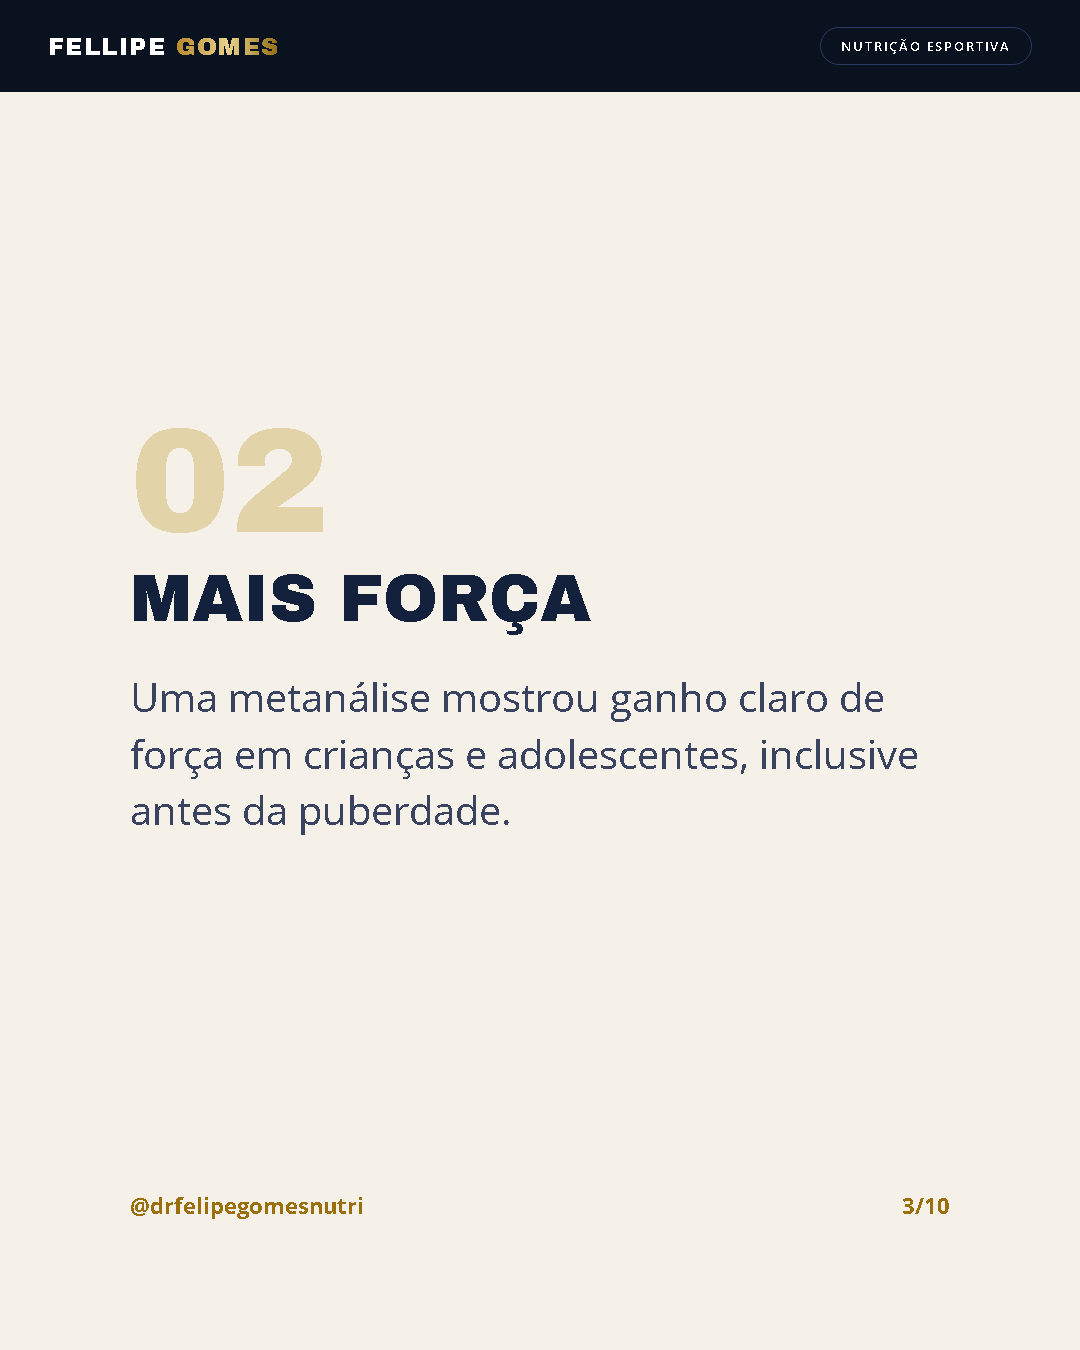 FELLIPE GOMES
NUTRIÇÃO ESPORTIVA
02
MAIS FORÇA
Uma metanálise mostrou ganho claro de
força em crianças e adolescentes, inclusive
antes da puberdade.
@drfelipegomesnutri
3/10